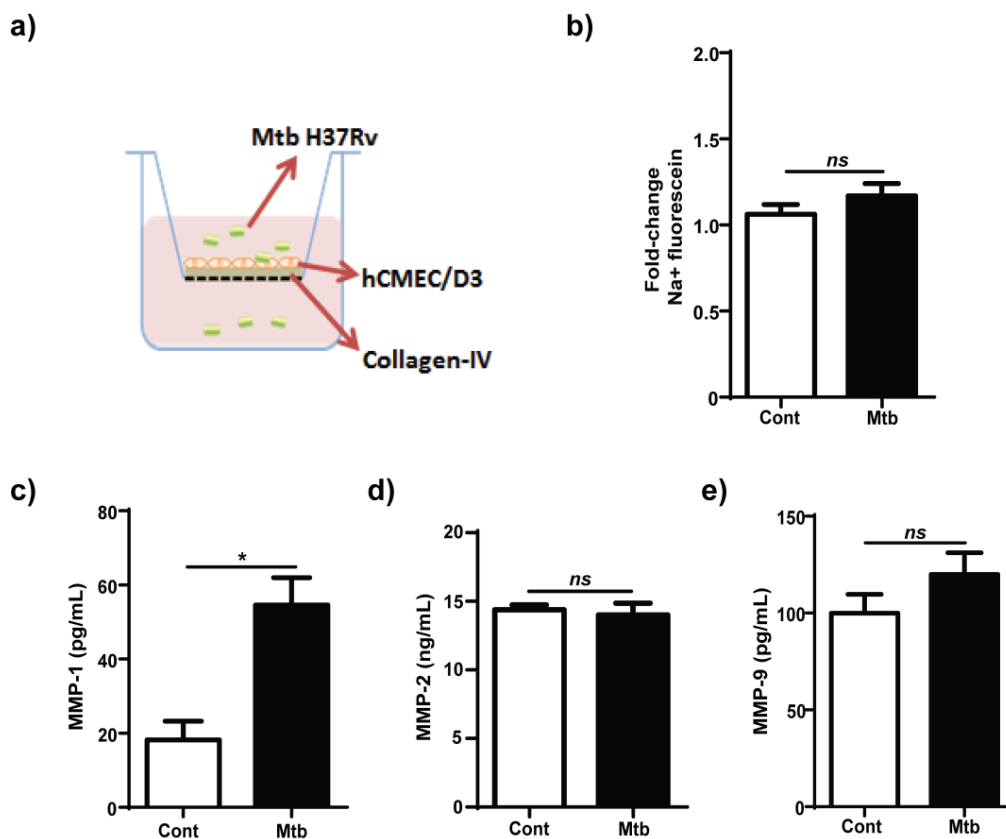 a)
Mtb H37Rv
hCMEC/D3
Collagen-IV
b)
Fold-change
Na+ fluorescein
2.0
1.5
1.0
0.5
0
ns
Cont
Mtb
c)
MMP-1 (pg/mL)
80
60
40
20
0
*
Cont
Mtb
d)
MMP-2 (ng/mL)
20
15
10
5
0
ns
Cont
Mtb
e)
MMP-9 (pg/mL)
150
100
50
0
ns
Cont
Mtb